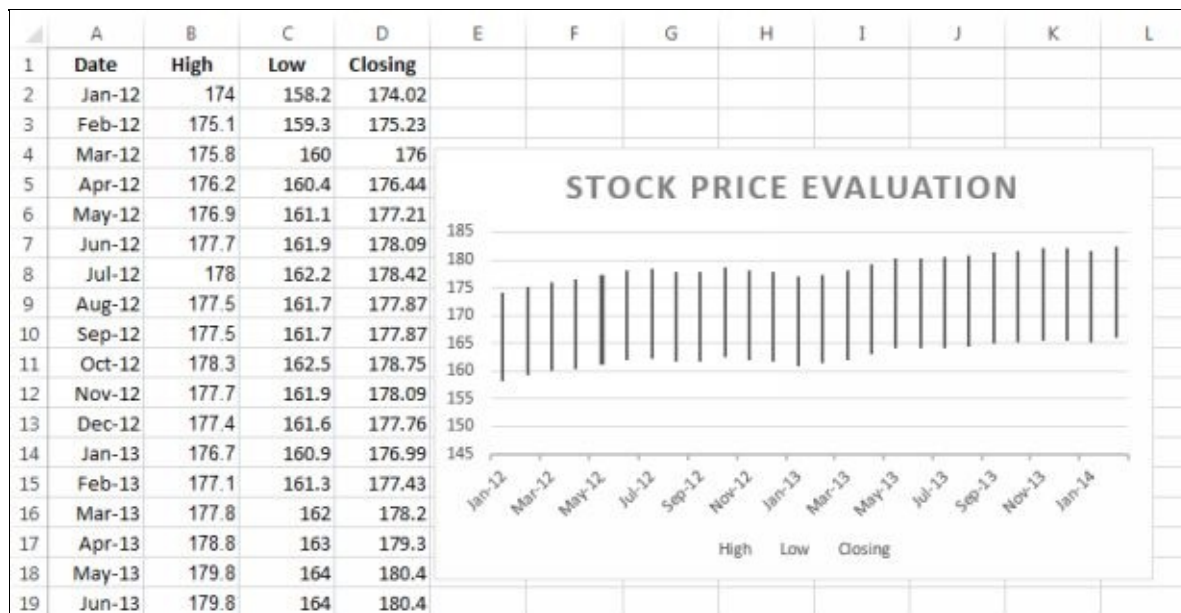 A B C D E F G H I J K L
1 Date High Low Closing
2 Jan-12 174 158.2 174.02
3 Feb-12 175.1 159.3 175.23
4 Mar-12 175.8 160 176
5 Apr-12 176.2 160.4 176.44
6 May-12 176.9 161.1 177.21
7 Jun-12 177.7 161.9 178.09
8 Jul-12 178 162.2 178.42
9 Aug-12 177.5 161.7 177.87
10 Sep-12 177.5 161.7 177.87
11 Oct-12 178.3 162.5 178.75
12 Nov-12 177.7 161.9 178.09
13 Dec-12 177.4 161.6 177.76
14 Jan-13 176.7 160.9 176.99
15 Feb-13 177.1 161.3 177.43
16 Mar-13 177.8 162 178.2
17 Apr-13 178.8 163 179.3
18 May-13 179.8 164 180.4
19 Jun-13 179.8 164 180.4
STOCK PRICE EVALUATION
185
180
175
170
165
160
155
150
145
Jan-12 Mar-12 May-12 Jul-12 Sep-12 Nov-12 Jan-13 Mar-13 May-13 Jul-13 Sep-13 Nov-13 Jan-14
High Low Closing